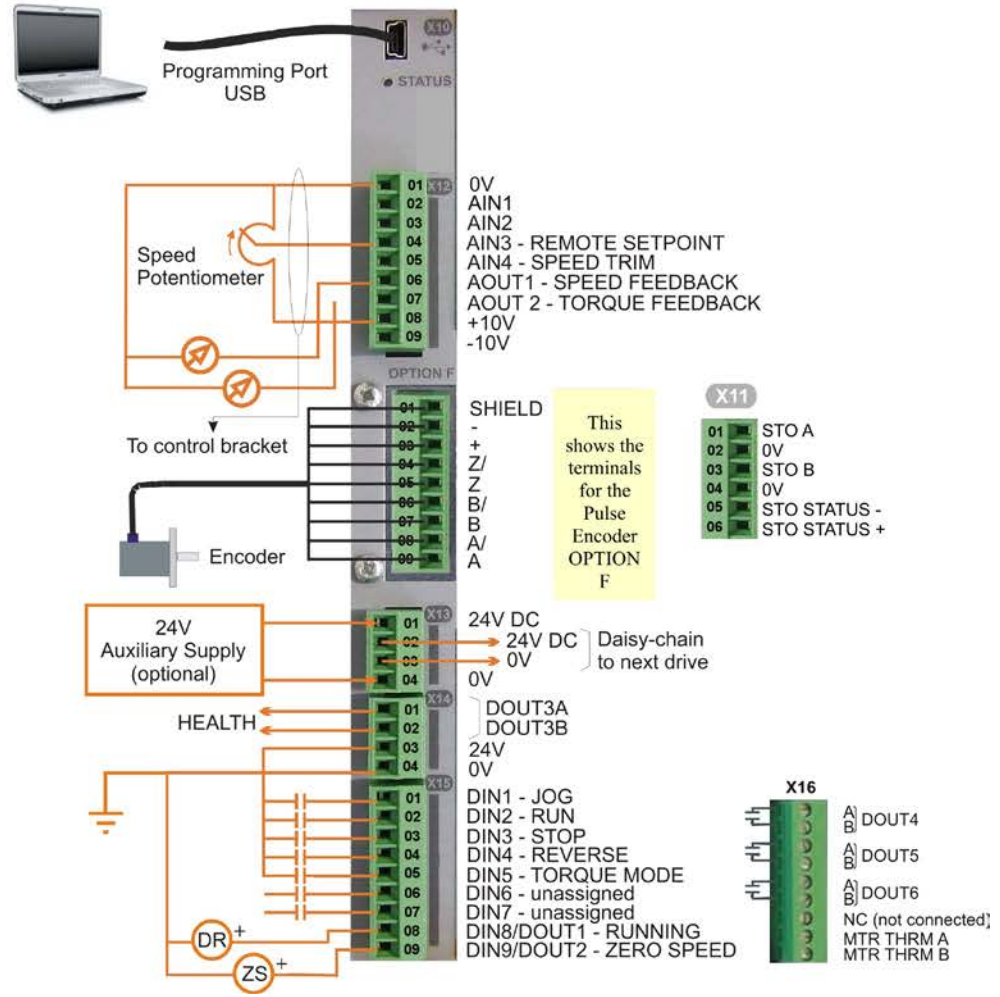 X10
Programming Port
USB
STATUS
X12
01 0V
02 AIN1
03 AIN2
04 AIN3 - REMOTE SETPOINT
05 AIN4 - SPEED TRIM
06 AOUT1 - SPEED FEEDBACK
07 AOUT 2 - TORQUE FEEDBACK
08 +10V
09 -10V
Speed
Potentiometer
To control bracket
OPTION F
01 SHIELD
02 -
03 +
04 Z/
05 Z
06 B/
07 B
08 A/
09 A
Encoder
This
shows the
terminals
for the
Pulse
Encoder
OPTION
F
X11
01 STO A
02 0V
03 STO B
04 0V
05 STO STATUS -
06 STO STATUS +
24V
Auxiliary Supply
(optional)
X13
01 24V DC
02 24V DC
03 0V
04 0V
Daisy-chain
to next drive
HEALTH
X14
01 DOUT3A
02 DOUT3B
03 24V
04 0V
X15
01 DIN1 - JOG
02 DIN2 - RUN
03 DIN3 - STOP
04 DIN4 - REVERSE
05 DIN5 - TORQUE MODE
06 DIN6 - unassigned
07 DIN7 - unassigned
08 DIN8/DOUT1 - RUNNING
09 DIN9/DOUT2 - ZERO SPEED
DR +
ZS +
X16
A
B DOUT4
A
B DOUT5
A
B DOUT6
NC (not connected)
MTR THRM A
MTR THRM B